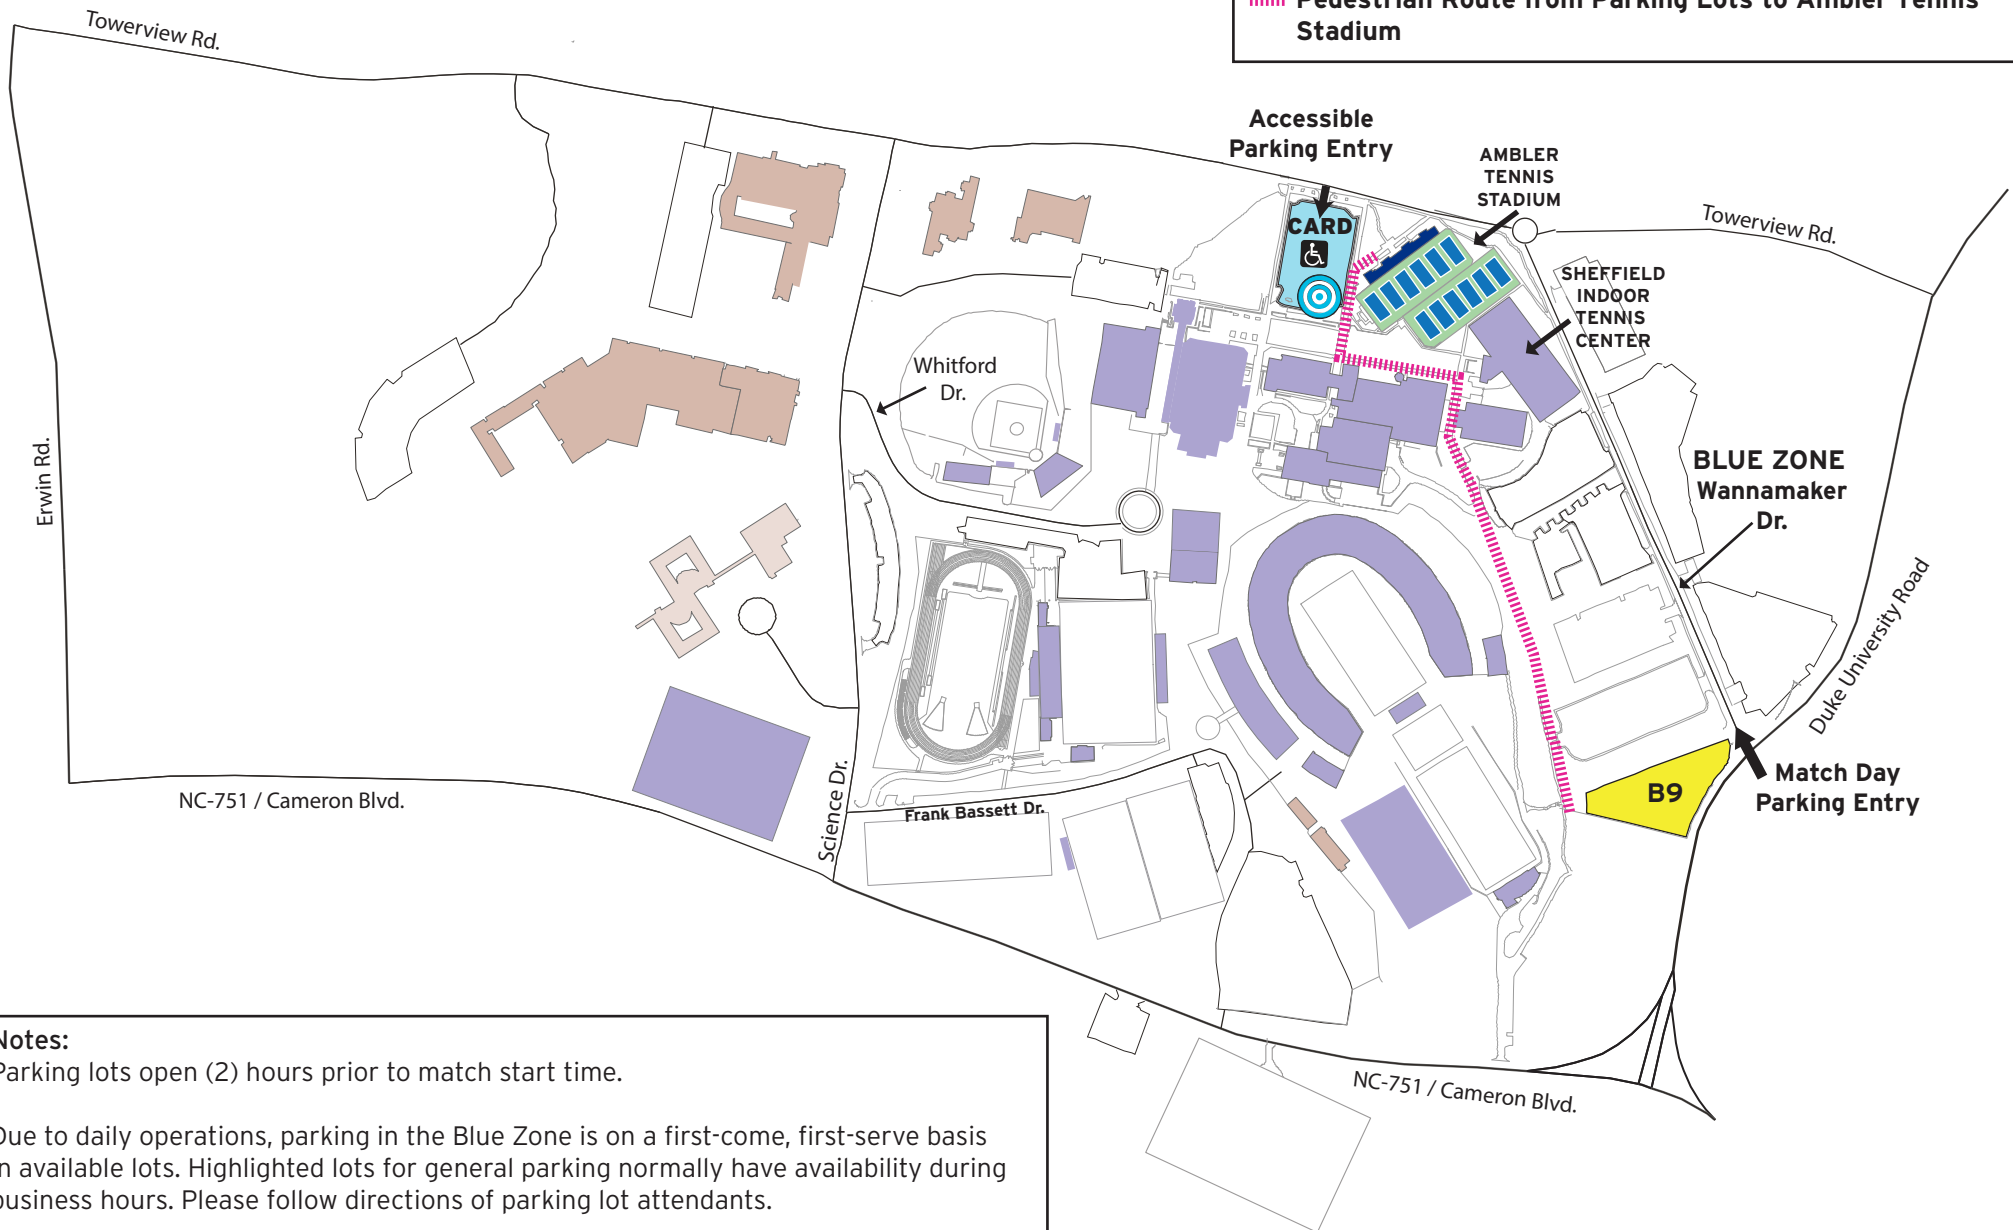 Pedestrian Route from Parking Lots to Ambler Tennis
Stadium
Towerview Rd.
Accessible
Parking Entry
AMBLER
TENNIS
STADIUM
CARD
Towerview Rd.
SHEFFIELD
INDOOR
TENNIS
CENTER
Whitford
Dr.
Erwin Rd.
BLUE ZONE
Wannamaker
Dr.
Duke University Road
Match Day
Parking Entry
B9
NC-751 / Cameron Blvd.
Science Dr.
Frank Bassett Dr.
NC-751 / Cameron Blvd.
Notes:
Parking lots open (2) hours prior to match start time.
Due to daily operations, parking in the Blue Zone is on a first-come, first-serve basis
in available lots. Highlighted lots for general parking normally have availability during
business hours. Please follow directions of parking lot attendants.